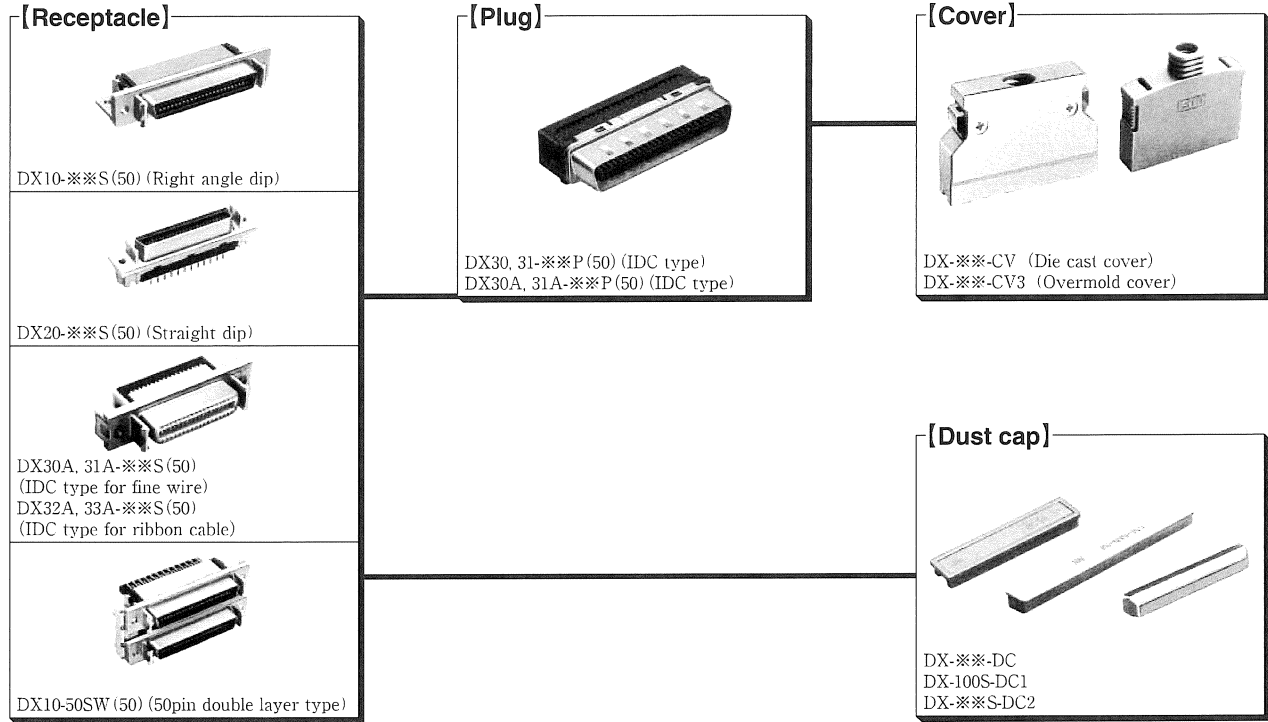 【Receptacle】
DX10-※※S(50) (Right angle dip)
DX20-※※S(50) (Straight dip)
DX30A, 31A-※※S(50)
(IDC type for fine wire)
DX32A, 33A-※※S(50)
(IDC type for ribbon cable)
DX10-50SW(50) (50pin double layer type)
【Plug】
DX30, 31-※※P(50) (IDC type)
DX30A, 31A-※※P(50) (IDC type)
【Cover】
DX-※※-CV (Die cast cover)
DX-※※-CV3 (Overmold cover)
【Dust cap】
DX-※※-DC
DX-100S-DC1
DX-※※S-DC2